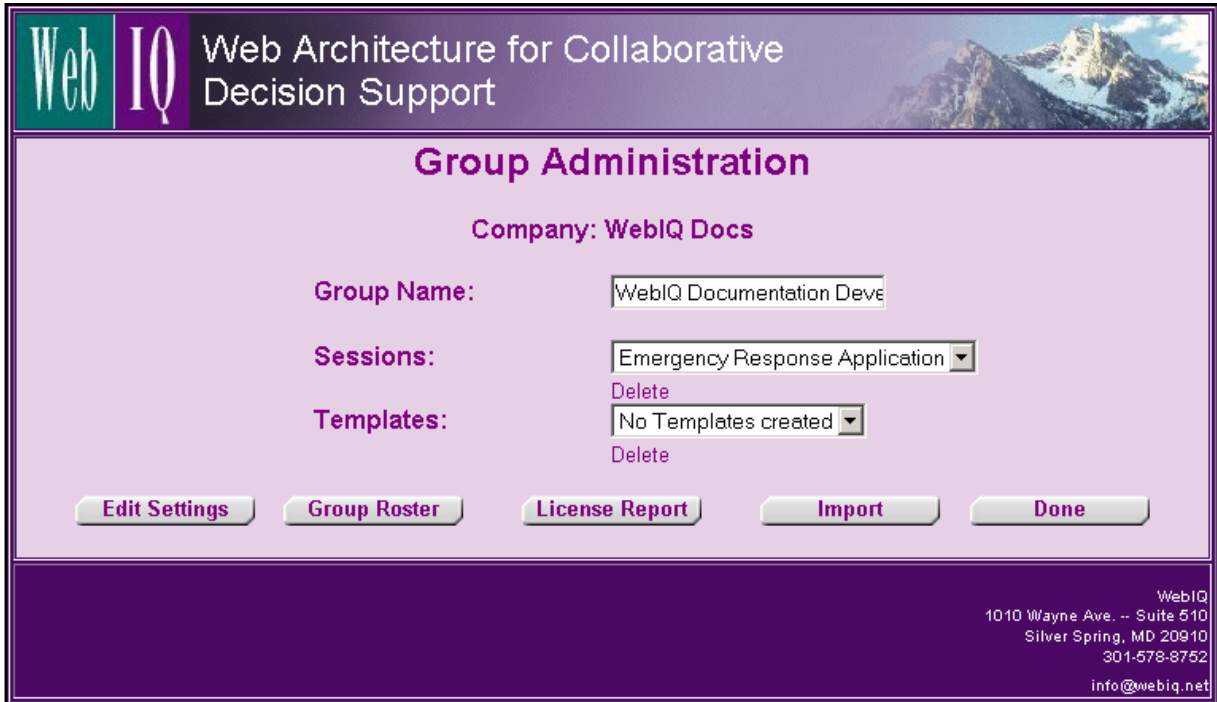 Web IQ
Web Architecture for Collaborative
Decision Support
Group Administration
Company: WebIQ Docs
Group Name: WebIQ Documentation Deve
Sessions: Emergency Response Application
Delete
Templates: No Templates created
Delete
Edit Settings Group Roster License Report Import Done
WebIQ
1010 Wayne Ave. -- Suite 510
Silver Spring, MD 20910
301-578-8752
info@webiq.net